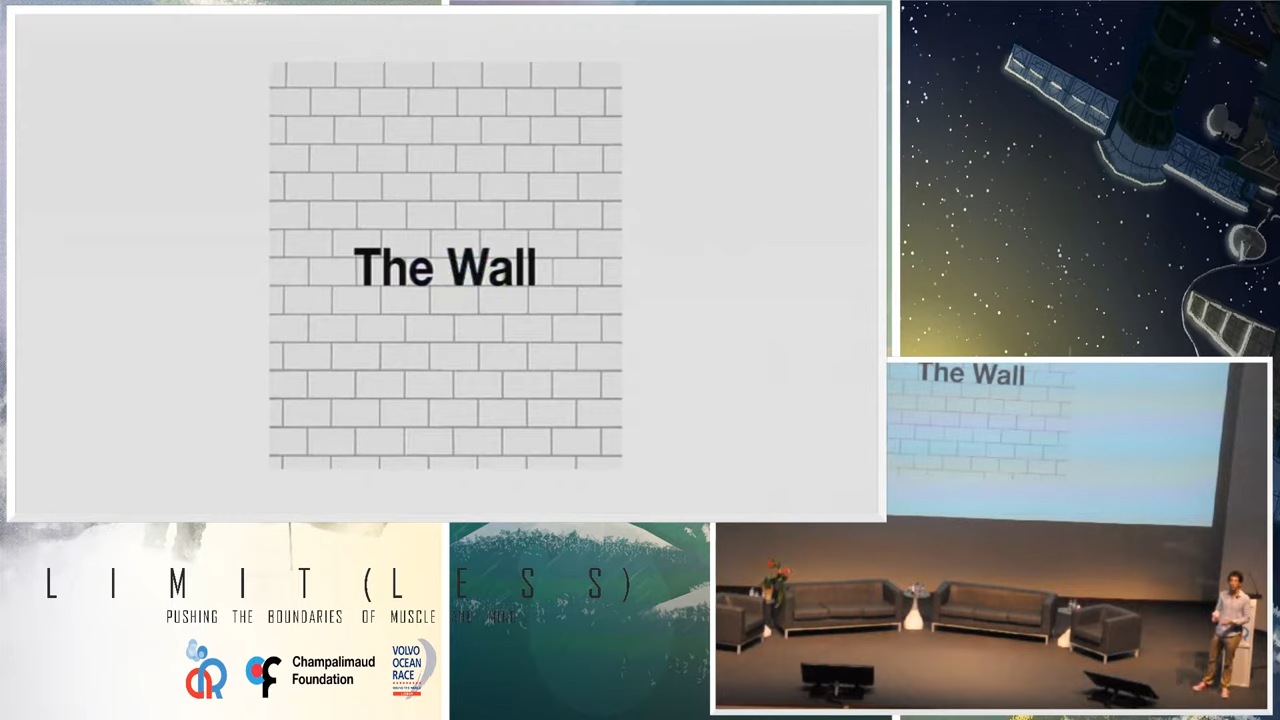 The Wall
The Wall
L I M I T ( L E S S )
PUSHING THE BOUNDARIES OF MUSCLE
Champalimaud
Foundation
VOLVO
OCEAN
RACE